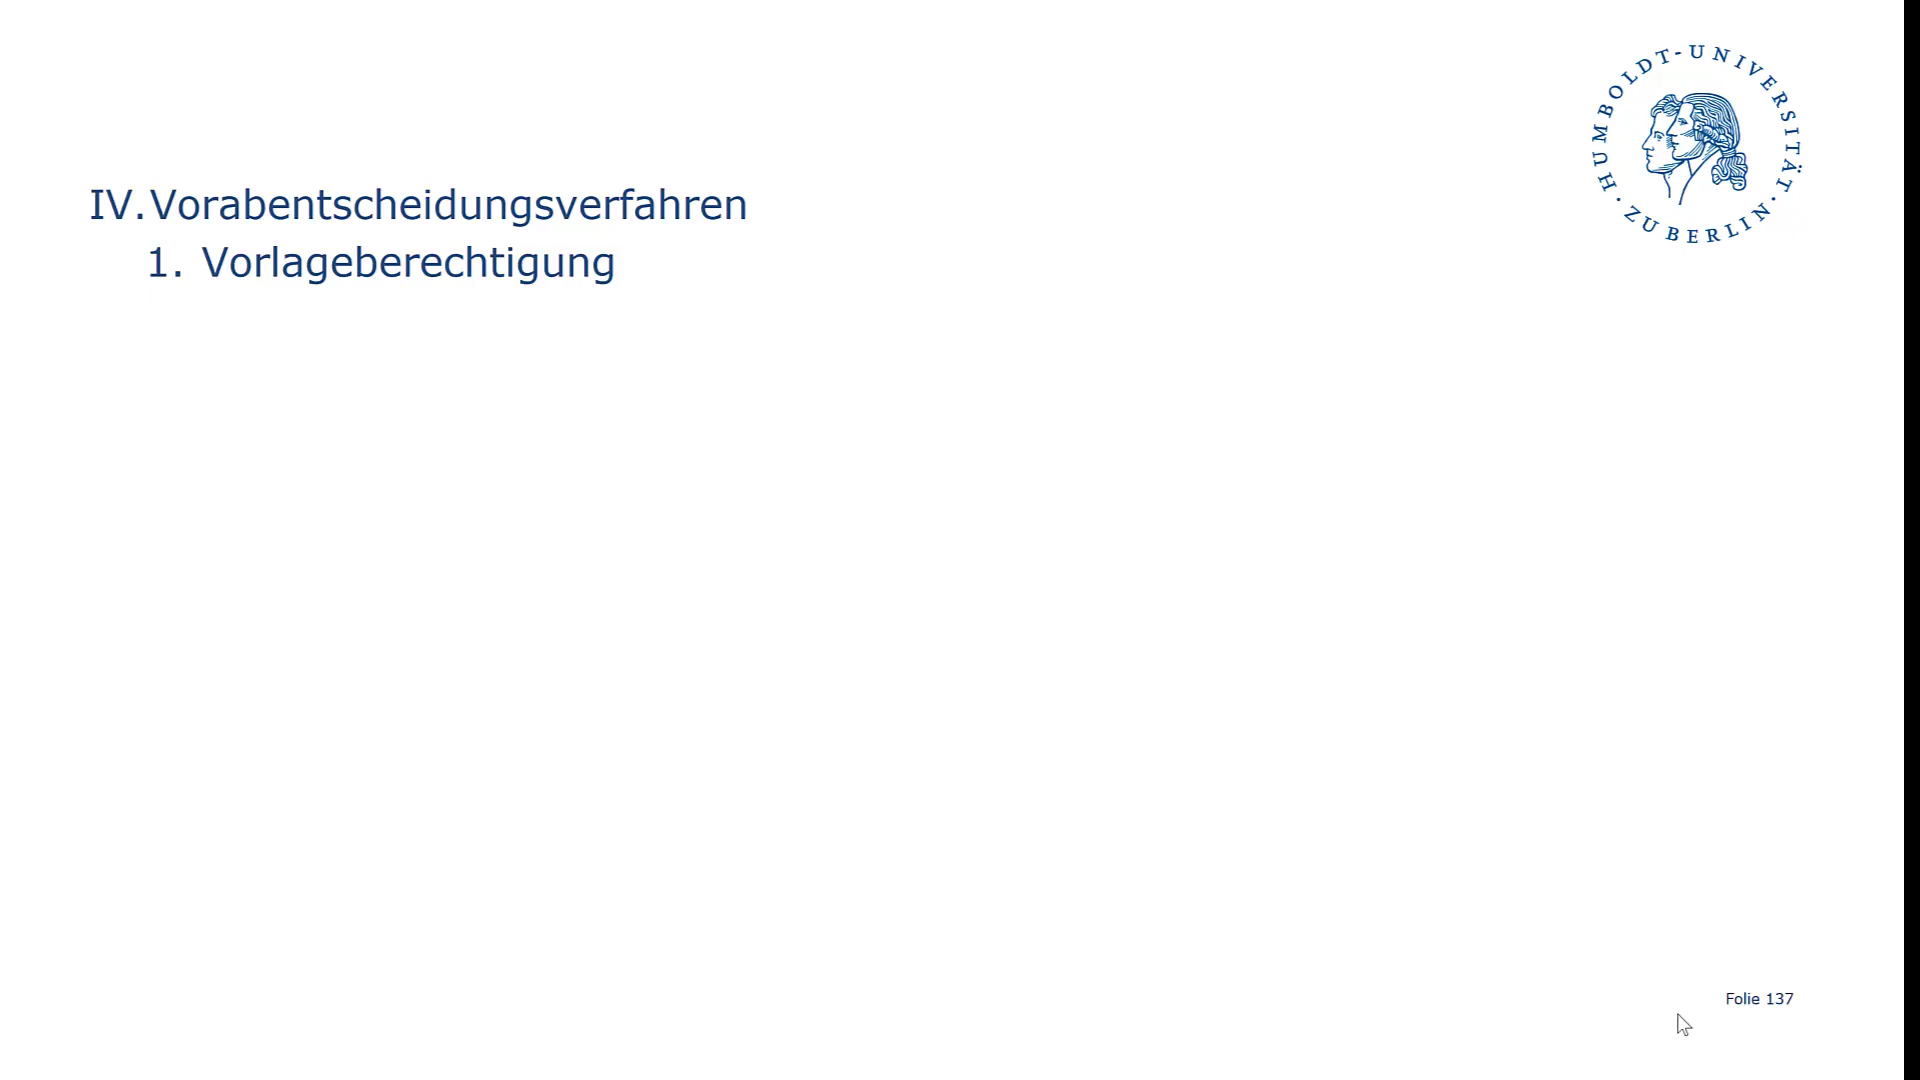 HUMBOLDT-UNIVERSITÄT
· ZU BERLIN ·
IV. Vorabentscheidungsverfahren
1. Vorlageberechtigung
Folie 137